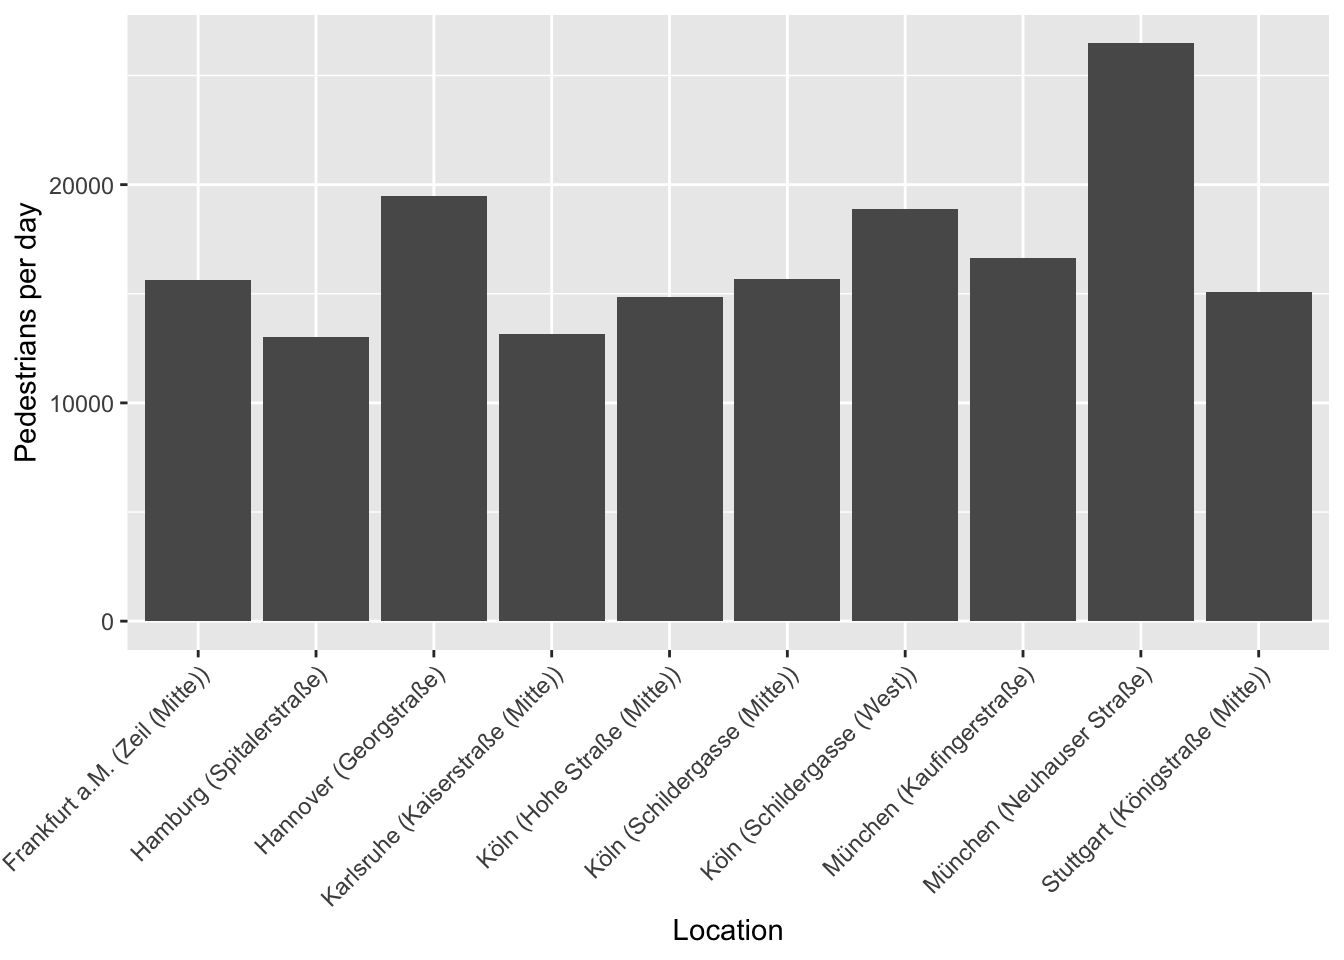 Pedestrians per day
20000
10000
0
Frankfurt a.M. (Zeil (Mitte))
Hamburg (Spitalerstraße)
Hannover (Georgstraße)
Karlsruhe (Kaiserstraße (Mitte))
Köln (Hohe Straße (Mitte))
Köln (Schildergasse (Mitte))
Köln (Schildergasse (West))
München (Kaufingerstraße)
München (Neuhauser Straße)
Stuttgart (Königstraße (Mitte))
Location